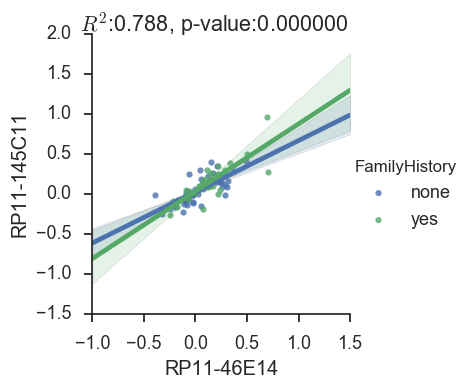 R²:0.788, p-value:0.000000
2.0
1.5
1.0
0.5
0.0
−0.5
−1.0
−1.5
RP11-145C11
−1.0 −0.5 0.0 0.5 1.0 1.5
RP11-46E14
FamilyHistory
none
yes